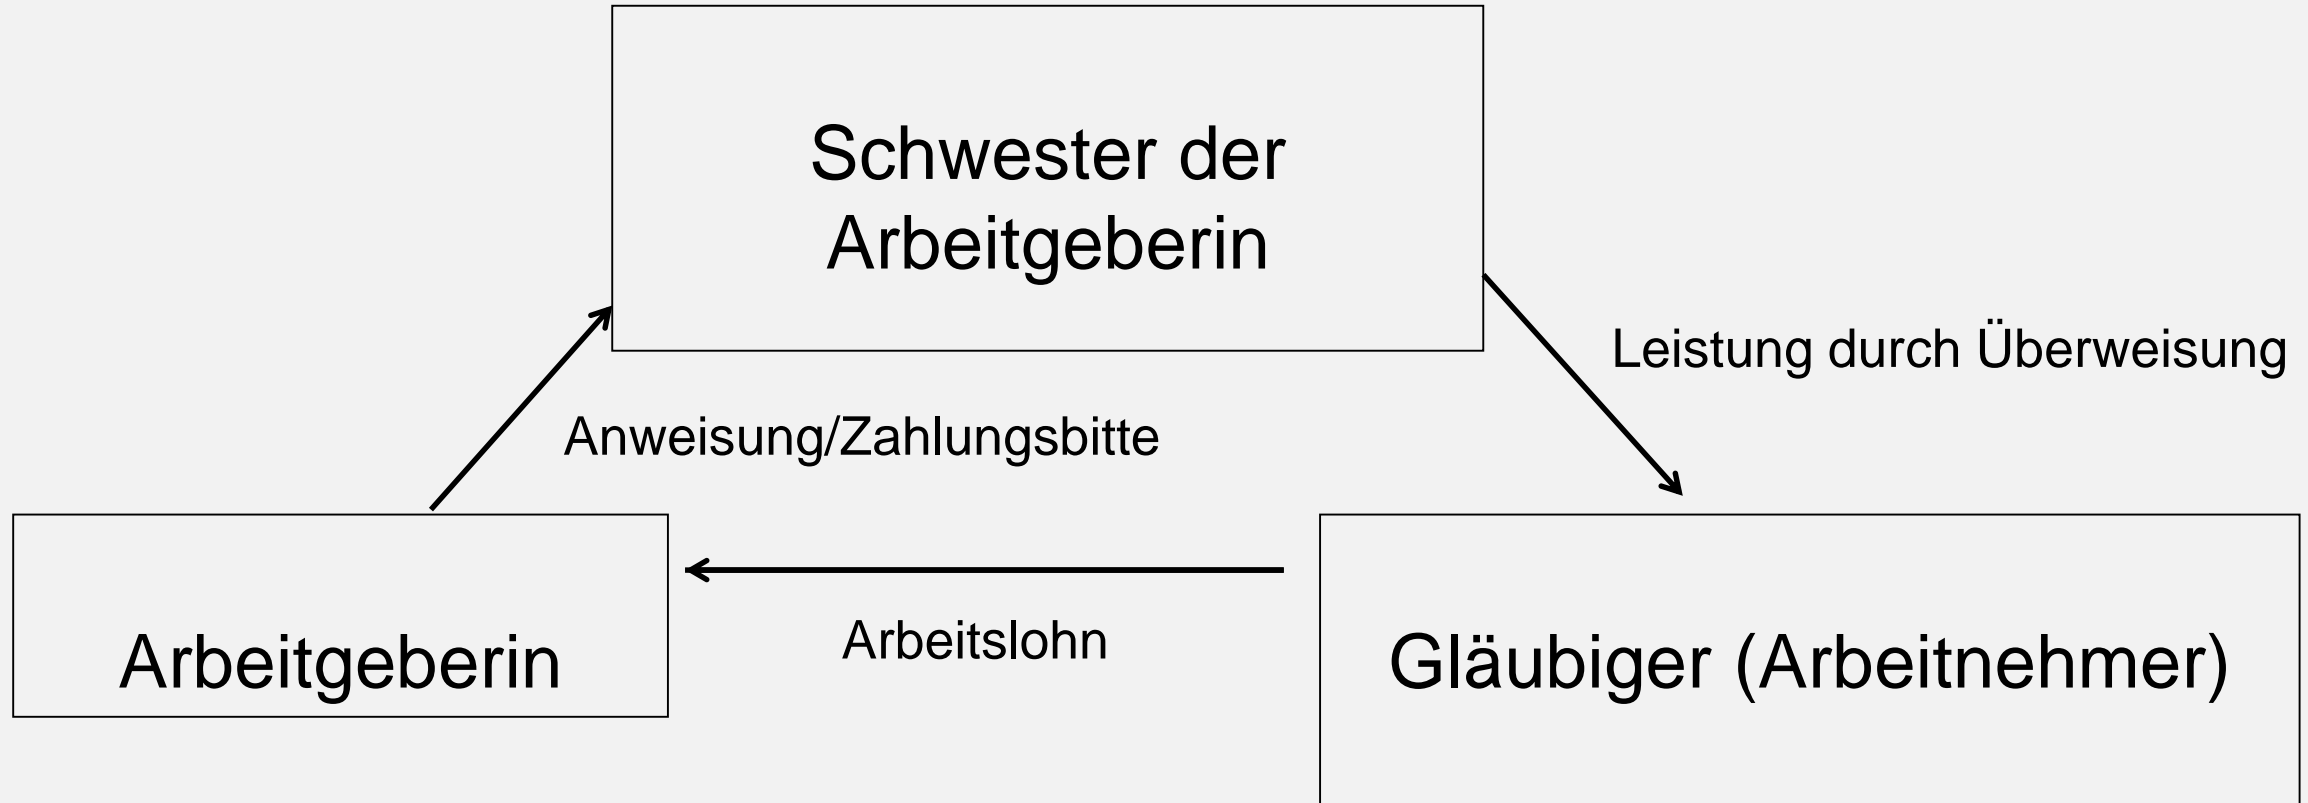 Schwester der
Arbeitgeberin
Leistung durch Überweisung
Anweisung/Zahlungsbitte
Arbeitslohn
Arbeitgeberin
Gläubiger (Arbeitnehmer)